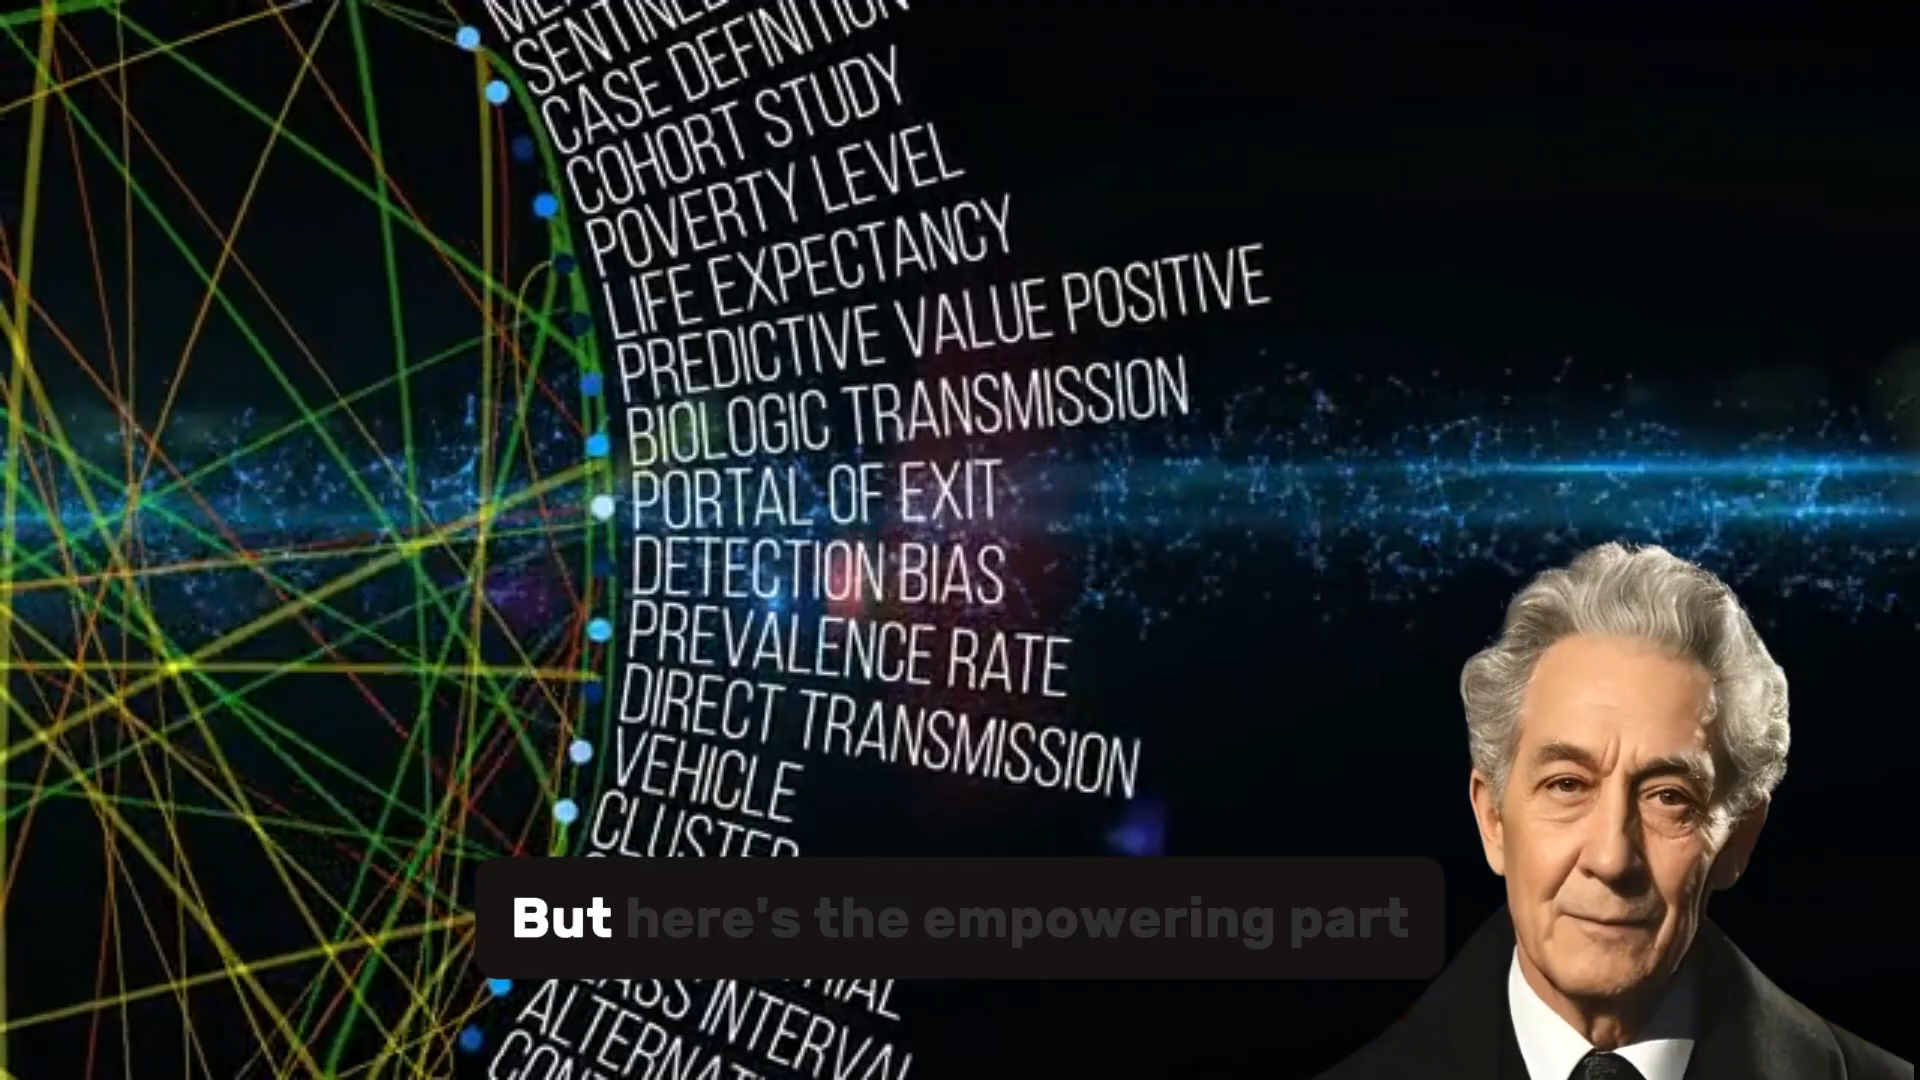 CASE DEFINITION
COHORT STUDY
POVERTY LEVEL
LIFE EXPECTANCY
PREDICTIVE VALUE POSITIVE
BIOLOGIC TRANSMISSION
PORTAL OF EXIT
DETECTION BIAS
PREVALENCE RATE
DIRECT TRANSMISSION
VEHICLE
CLUSTER
But here's the empowering part
INTERVAL